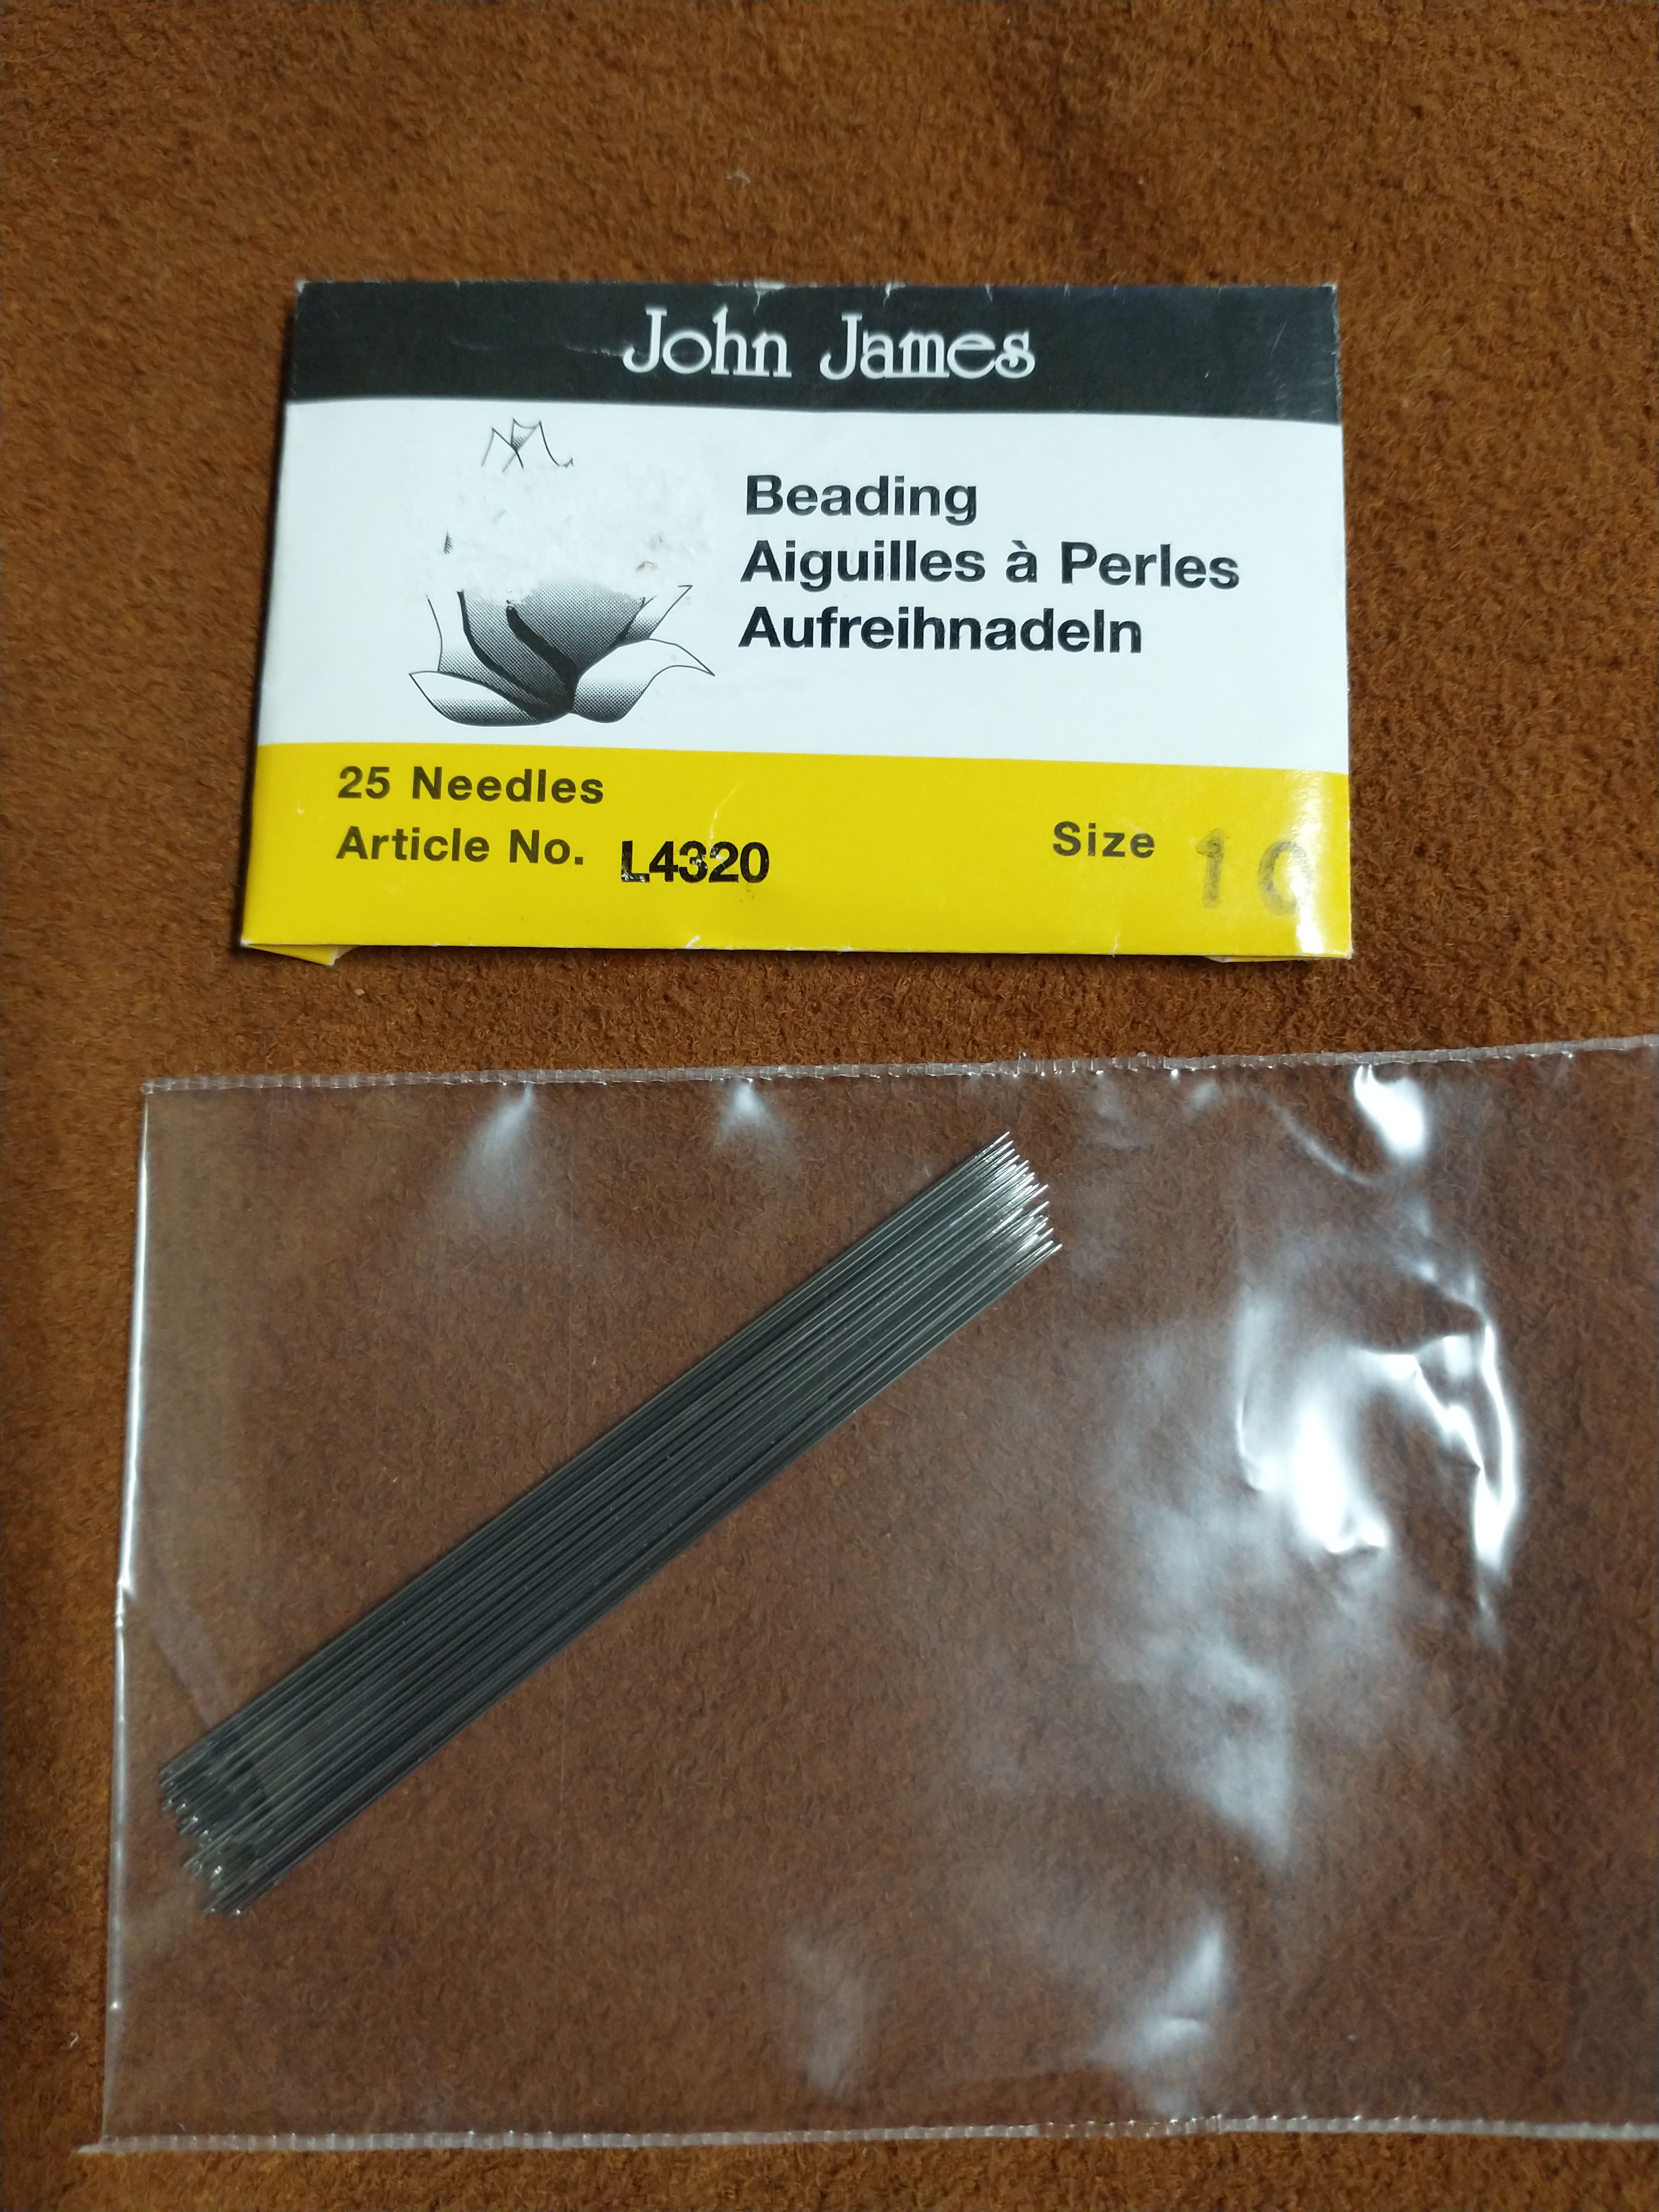 John James
Beading
Aiguilles à Perles
Aufreihnadeln
25 Needles
Article No. L4320
Size 10